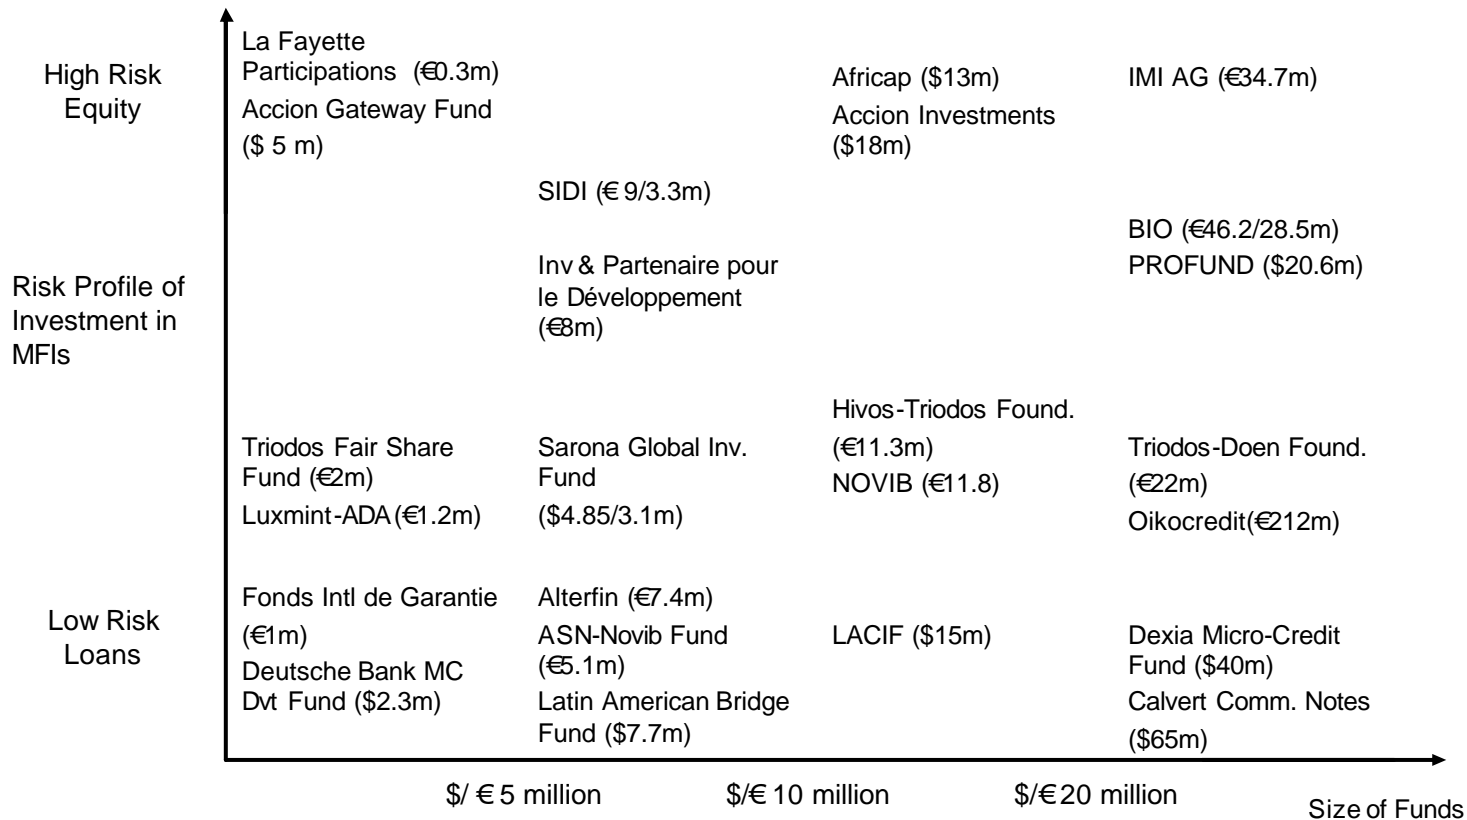 High Risk
Equity
La Fayette
Participations (€0.3m)
Accion Gateway Fund
($ 5 m)
Africap ($13m)
Accion Investments
($18m)
IMI AG (€34.7m)
SIDI (€ 9/3.3m)
Inv & Partenaire pour
le Développement
(€8m)
BIO (€46.2/28.5m)
PROFUND ($20.6m)
Risk Profile of
Investment in
MFIs
Triodos Fair Share
Fund (€2m)
Luxmint-ADA (€1.2m)
Sarona Global Inv.
Fund
($4.85/3.1m)
Hivos-Triodos Found.
(€11.3m)
NOVIB (€11.8)
Triodos-Doen Found.
(€22m)
Oikocredit(€212m)
Low Risk
Loans
Fonds Intl de Garantie
(€1m)
Deutsche Bank MC
Dvt Fund ($2.3m)
Alterfin (€7.4m)
ASN-Novib Fund
(€5.1m)
Latin American Bridge
Fund ($7.7m)
LACIF ($15m)
Dexia Micro-Credit
Fund ($40m)
Calvert Comm. Notes
($65m)
$/ € 5 million
$/€ 10 million
$/€ 20 million
Size of Funds